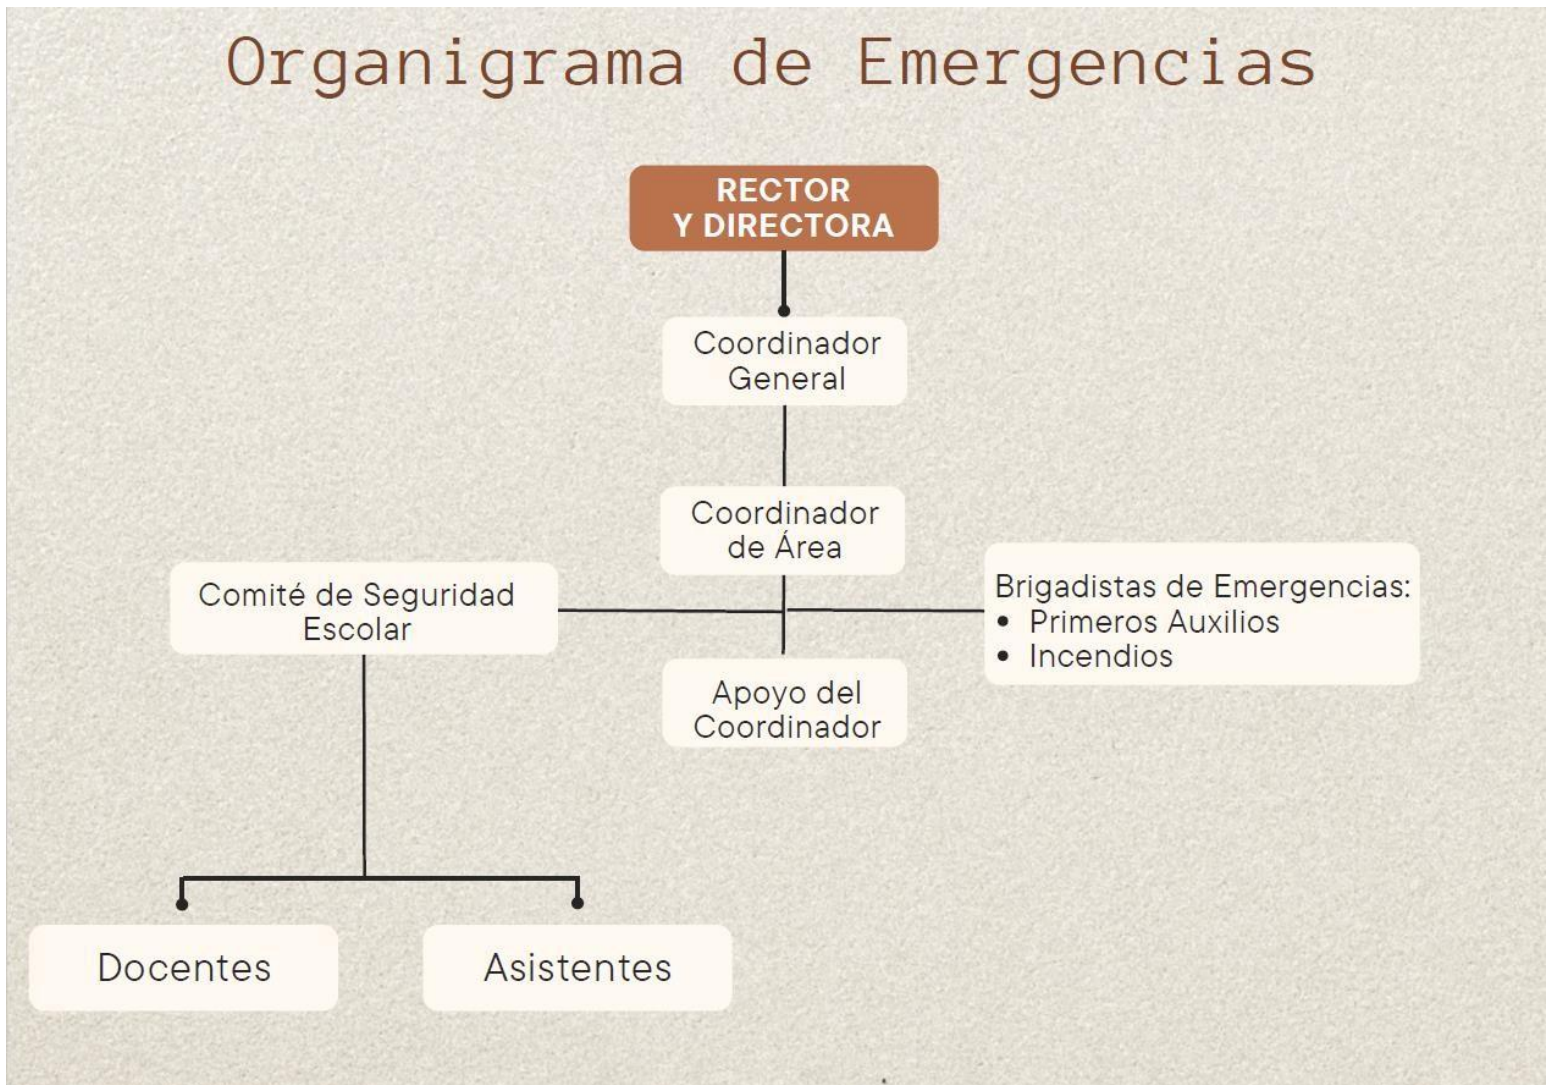 Organigrama de Emergencias
RECTOR
Y DIRECTORA
Coordinador
General
Coordinador
de Área
Comité de Seguridad
Escolar
Brigadistas de Emergencias:
• Primeros Auxilios
• Incendios
Apoyo del
Coordinador
Docentes
Asistentes